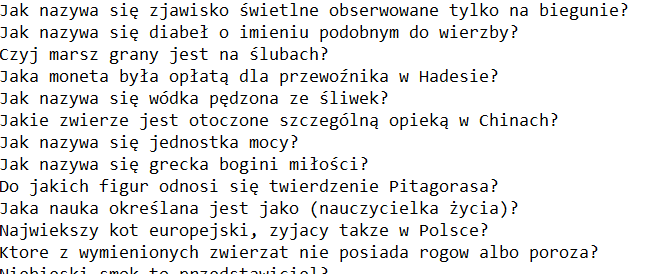 Jak nazywa się zjawisko świetlne obserwowane tylko na biegunie?
Jak nazywa się diabeł o imieniu podobnym do wierzby?
Czyj marsz grany jest na ślubach?
Jaka moneta była opłatą dla przewoźnika w Hadesie?
Jak nazywa się wódka pędzona ze śliwek?
Jakie zwierze jest otoczone szczególną opieką w Chinach?
Jak nazywa się jednostka mocy?
Jak nazywa się grecka bogini miłości?
Do jakich figur odnosi się twierdzenie Pitagorasa?
Jaka nauka określana jest jako (nauczycielka życia)?
Najwiekszy kot europejski, zyjacy takze w Polsce?
Ktore z wymienionych zwierzat nie posiada rogow albo poroza?
Niebieski smok to przedstawiciel?